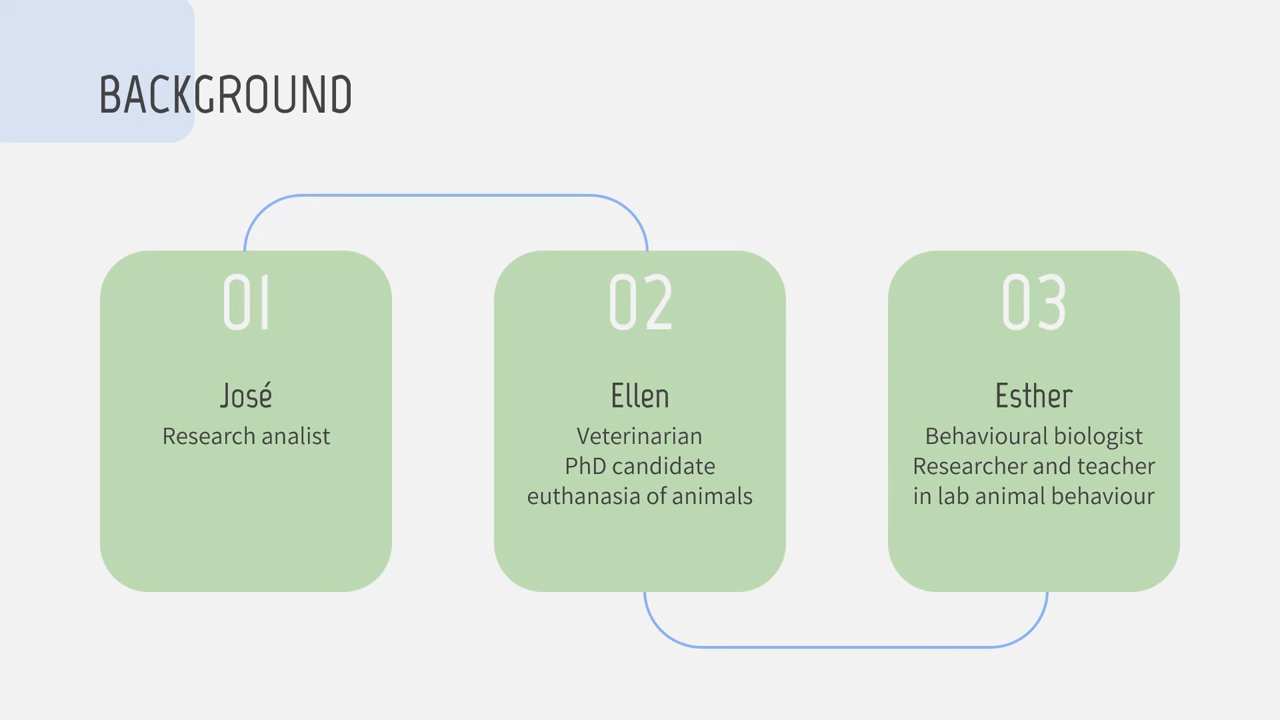 BACKGROUND
01
José
Research analist
02
Ellen
Veterinarian
PhD candidate
euthanasia of animals
03
Esther
Behavioural biologist
Researcher and teacher
in lab animal behaviour